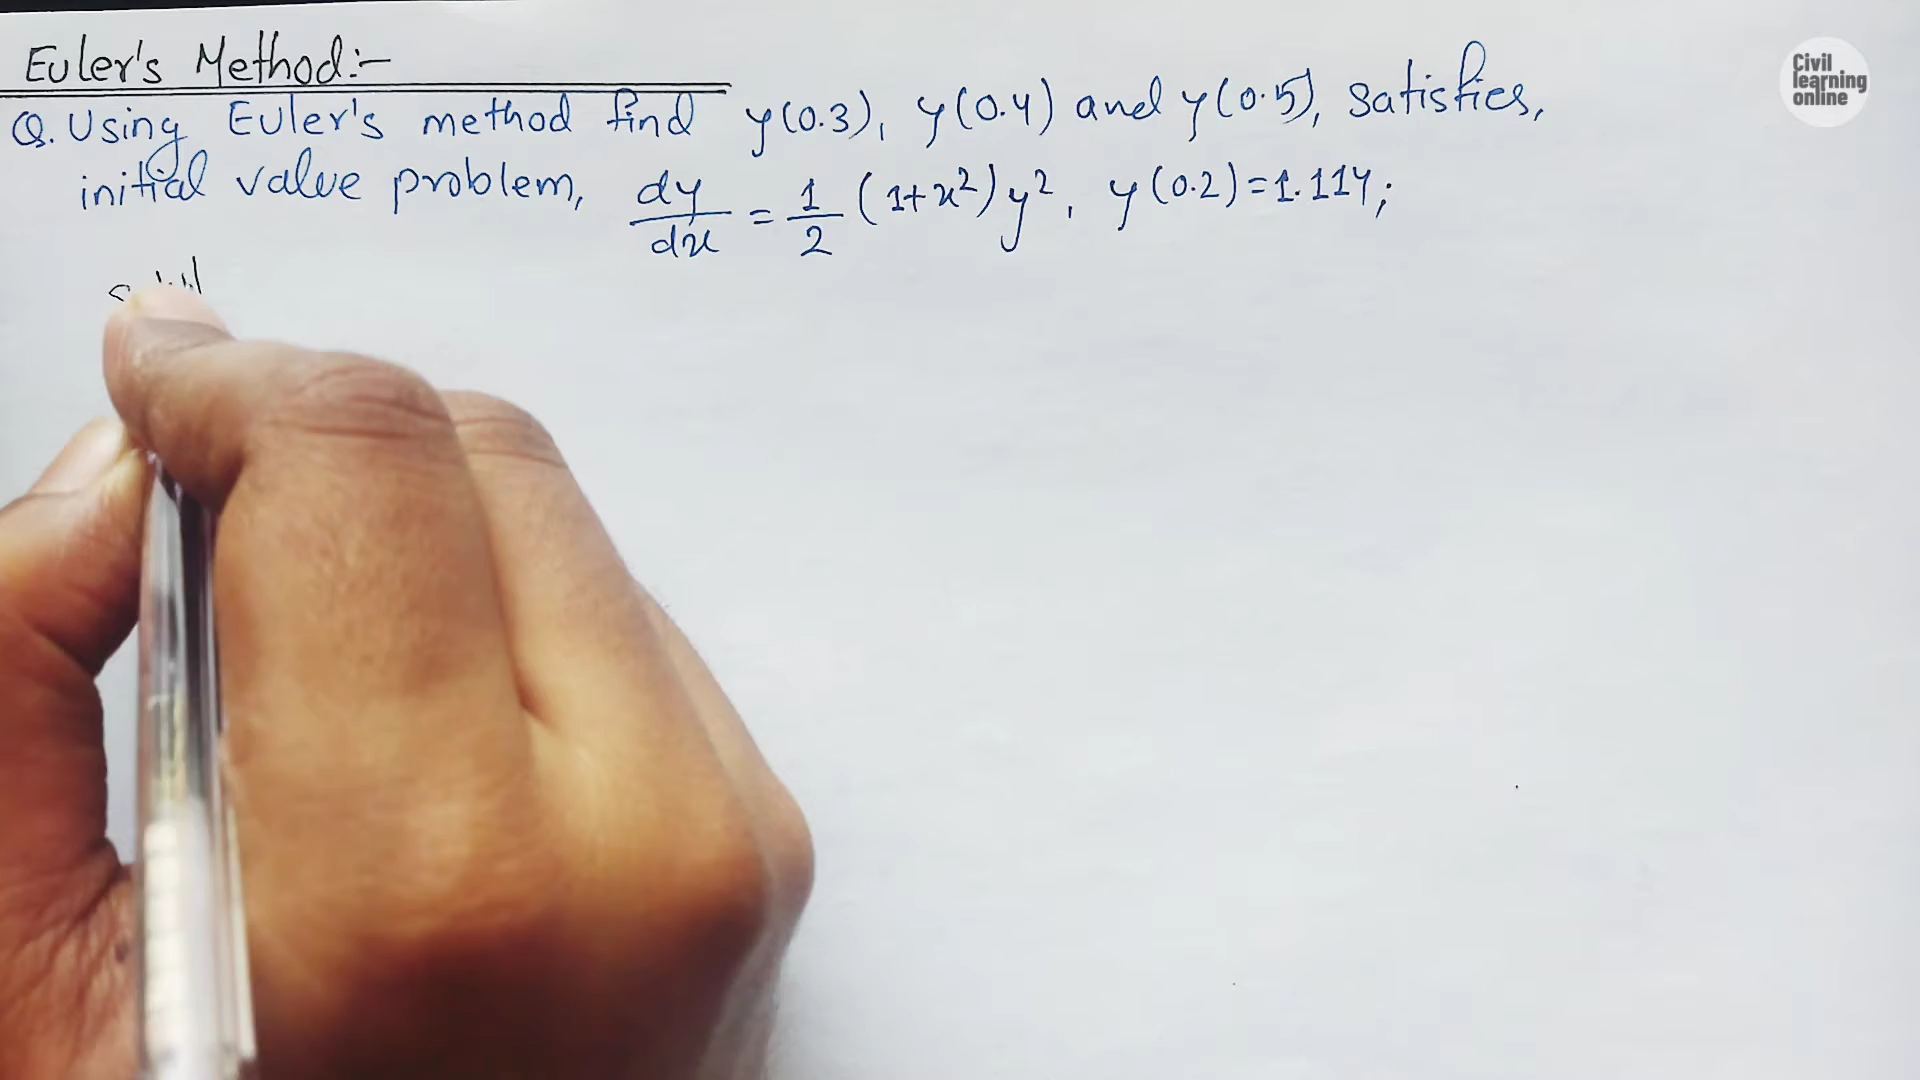 Euler's Method:-
Q. Using Euler's method find y(0.3), y(0.4) and y(0.5), satisfies,
initial value problem, dy/dx = 1/2 (1+x²)y², y(0.2)=1.114;
Civil
learning
online